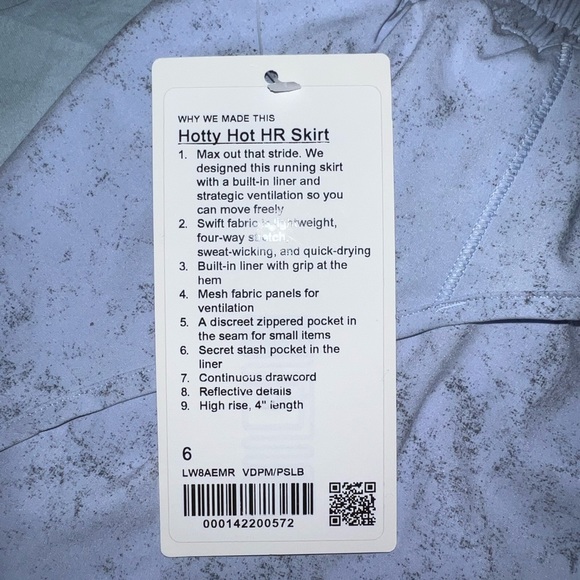 WHY WE MADE THIS
Hotty Hot HR Skirt
1. Max out that stride. We
designed this running skirt
with a built-in liner and
strategic ventilation so you
can move freely
2. Swift fabric is lightweight,
four-way stretch,
sweat-wicking, and quick-drying
3. Built-in liner with grip at the
hem
4. Mesh fabric panels for
ventilation
5. A discreet zippered pocket in
the seam for small items
6. Secret stash pocket in the
liner
7. Continuous drawcord
8. Reflective details
9. High rise, 4" length
6
LW8AEMR VDPM/PSLB
000142200572